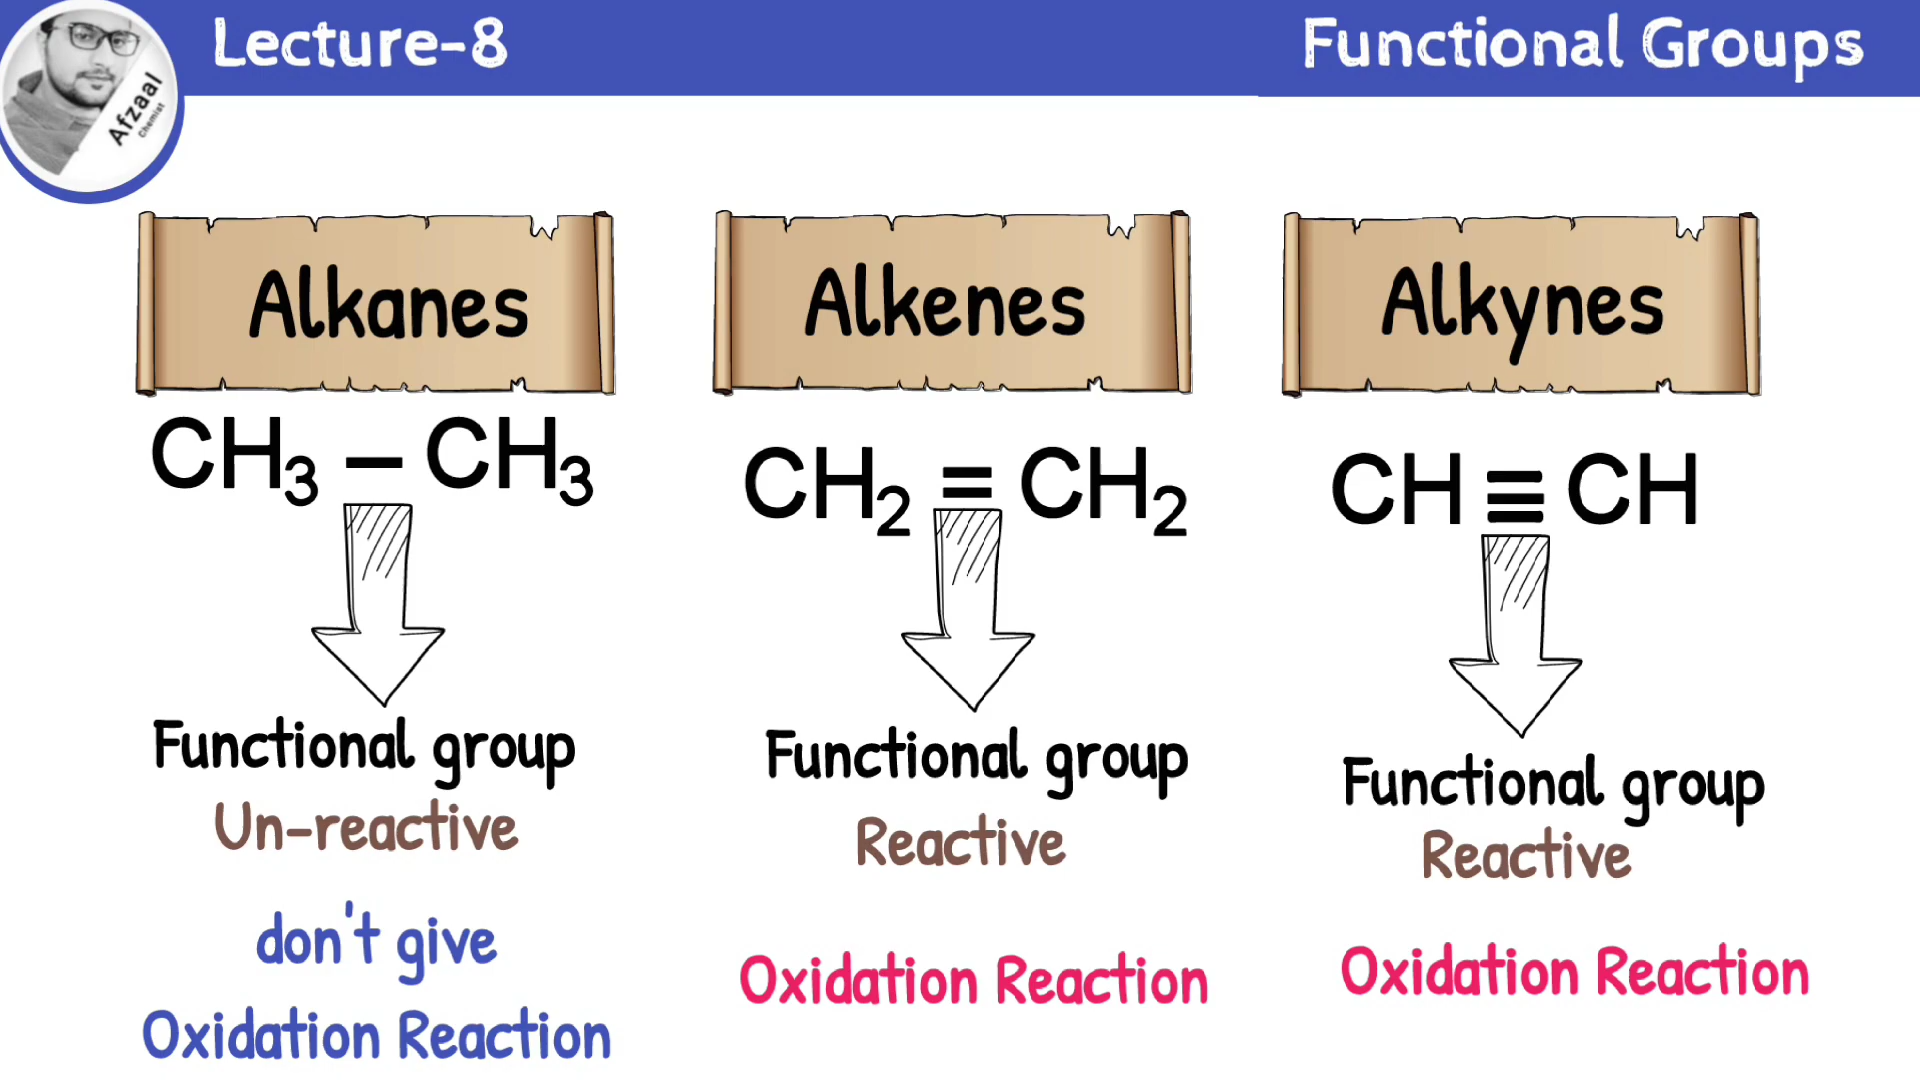 Lecture-8
Functional Groups
Afzaal
Chemist
Alkanes
CH₃ – CH₃
Functional group
Un-reactive
don't give
Oxidation Reaction
Alkenes
CH₂ = CH₂
Functional group
Reactive
Oxidation Reaction
Alkynes
CH ≡ CH
Functional group
Reactive
Oxidation Reaction